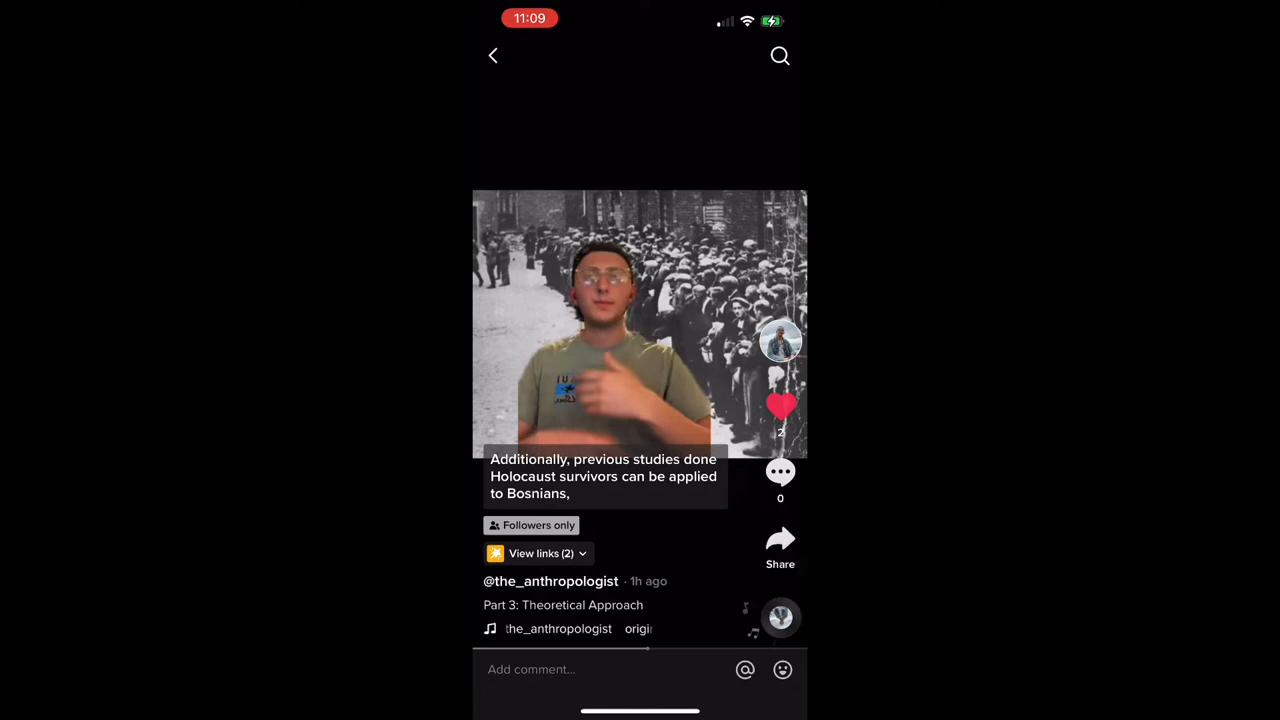 11:09
Additionally, previous studies done
Holocaust survivors can be applied
to Bosnians,
2
0
Followers only
View links (2)
Share
@the_anthropologist · 1h ago
Part 3: Theoretical Approach
the_anthropologist origi
Add comment...